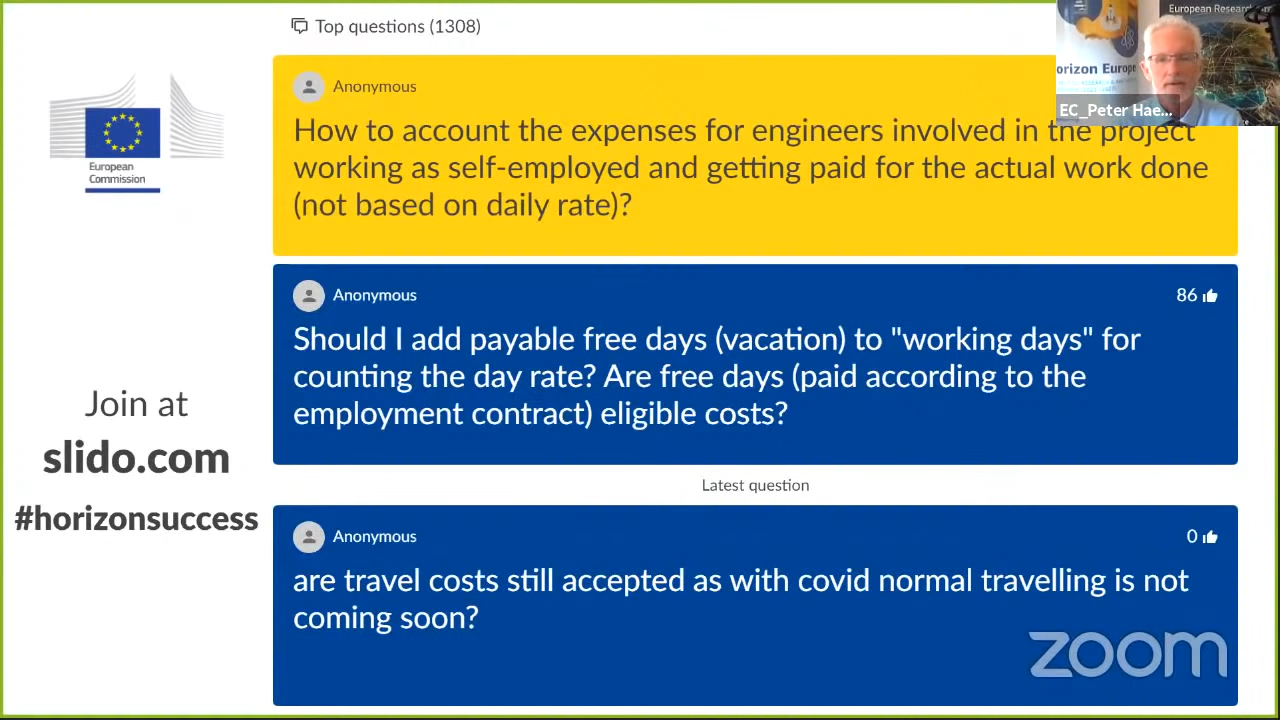 Top questions (1308)
European Resear
orizon Europe
EC_Peter Hae...
Anonymous
How to account the expenses for engineers involved in the project
working as self-employed and getting paid for the actual work done
(not based on daily rate)?
European
Commission
Anonymous
86
Should I add payable free days (vacation) to "working days" for
counting the day rate? Are free days (paid according to the
employment contract) eligible costs?
Join at
slido.com
#horizonsuccess
Latest question
Anonymous
0
are travel costs still accepted as with covid normal travelling is not
coming soon?
zoom